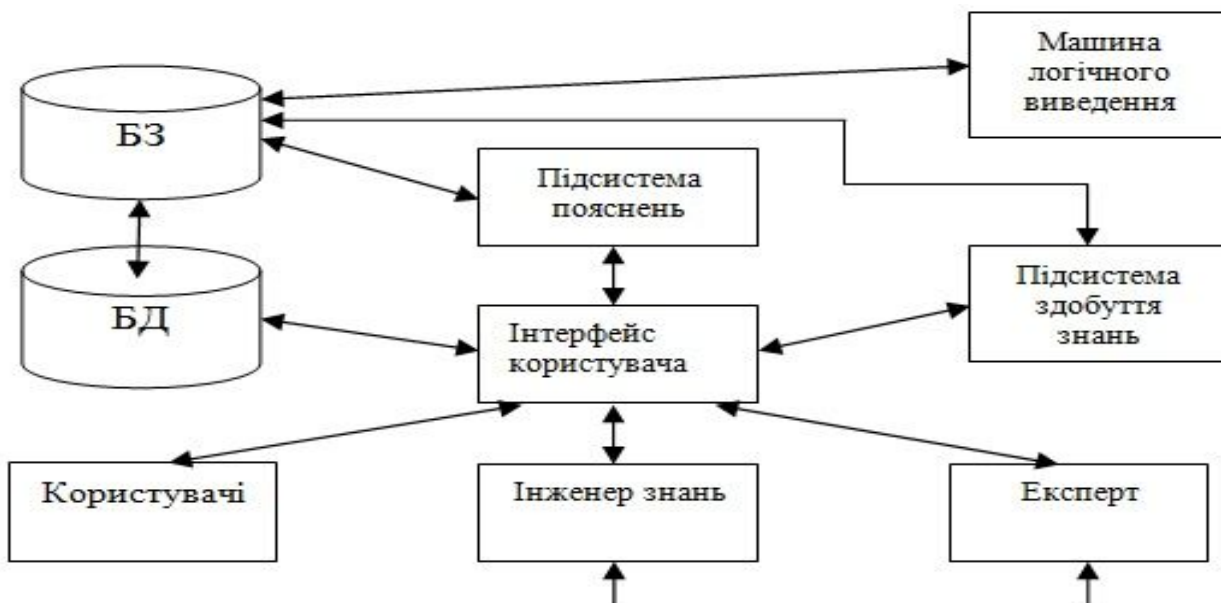 Машина
логічного
виведення
БЗ
Підсистема
пояснень
БД
Підсистема
здобуття
знань
Інтерфейс
користувача
Користувачі
Інженер знань
Експерт